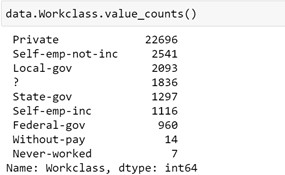 data.Workclass.value_counts()
Private 22696
Self-emp-not-inc 2541
Local-gov 2093
? 1836
State-gov 1297
Self-emp-inc 1116
Federal-gov 960
Without-pay 14
Never-worked 7
Name: Workclass, dtype: int64